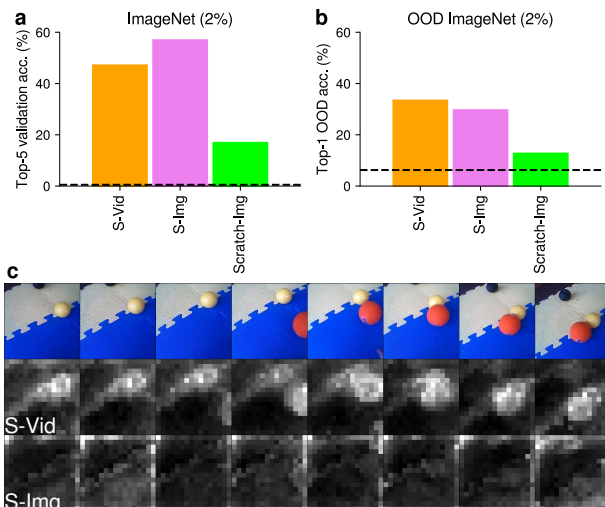 a
ImageNet (2%)
Top-5 validation acc. (%)
60
40
20
0
S-Vid
S-Img
Scratch-Img
b
OOD ImageNet (2%)
Top-1 OOD acc. (%)
60
40
20
0
S-Vid
S-Img
Scratch-Img
c
S-Vid
S-Img